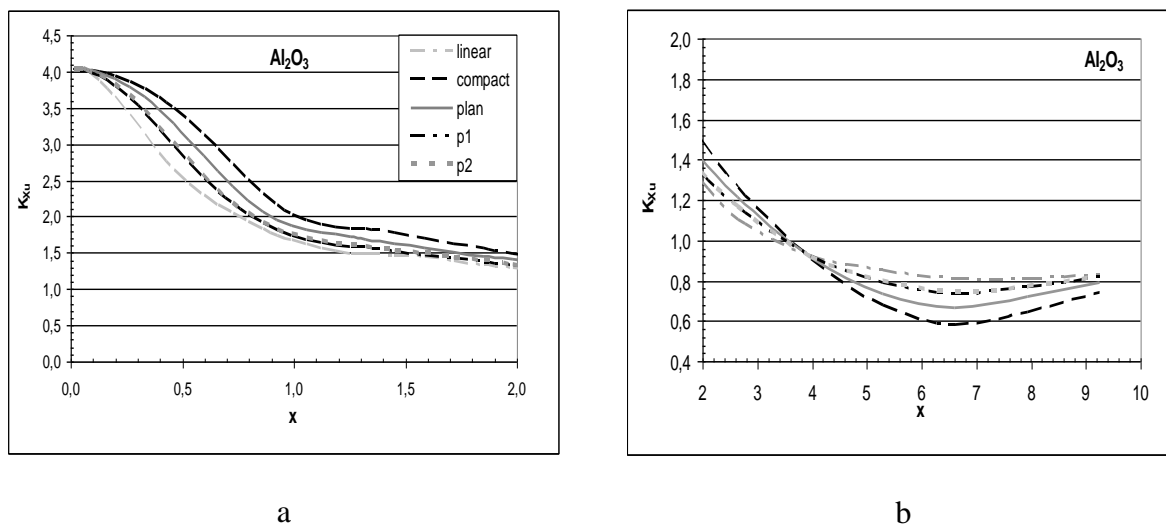 Al₂O₃
4,5
4,0
3,5
3,0
2,5
2,0
1,5
1,0
0,5
0,0
Kxu
0,0 0,5 1,0 1,5 2,0
x
linear
compact
plan
p1
p2
a
Al₂O₃
2,0
1,8
1,6
1,4
1,2
1,0
0,8
0,6
0,4
Kxu
2 3 4 5 6 7 8 9 10
x
b